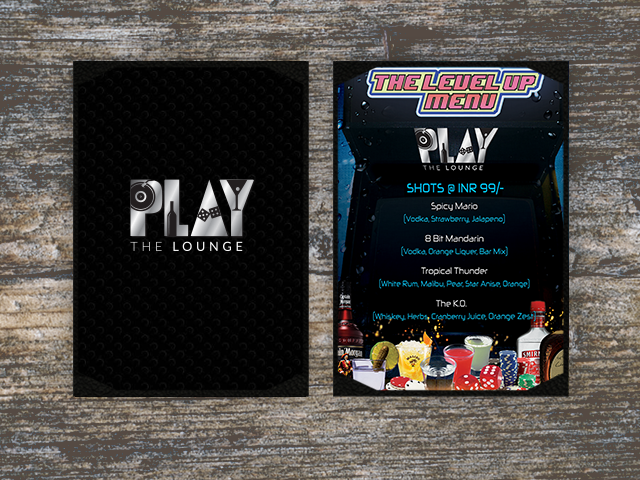 PLAY
THE LOUNGE
THE LEVEL UP
MENU
PLAY
THE LOUNGE
SHOTS @ INR 99/-
Spicy Mario
(Vodka, Strawberry, Jalapeno)
8 Bit Mandarin
(Vodka, Orange Liquer, Bar Mix)
Tropical Thunder
(White Rum, Malibu, Pear, Star Anise, Orange)
The K.O.
(Whiskey, Herbs, Cranberry Juice, Orange Zest)